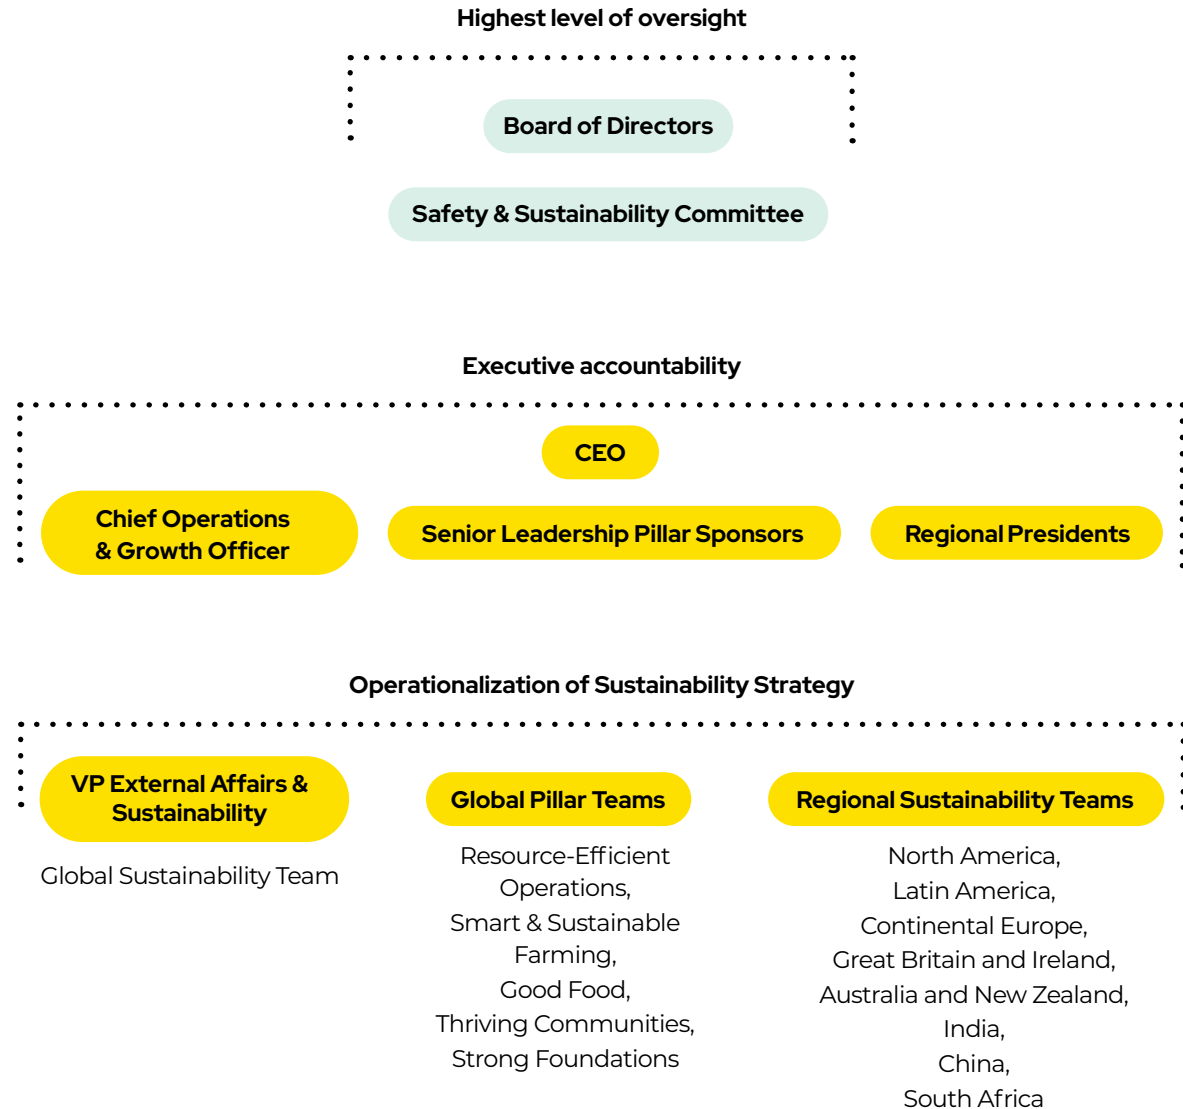 Highest level of oversight
Board of Directors
Safety & Sustainability Committee
Executive accountability
CEO
Chief Operations
& Growth Officer
Senior Leadership Pillar Sponsors
Regional Presidents
Operationalization of Sustainability Strategy
VP External Affairs &
Sustainability
Global Sustainability Team
Global Pillar Teams
Resource-Efficient
Operations,
Smart & Sustainable
Farming,
Good Food,
Thriving Communities,
Strong Foundations
Regional Sustainability Teams
North America,
Latin America,
Continental Europe,
Great Britain and Ireland,
Australia and New Zealand,
India,
China,
South Africa